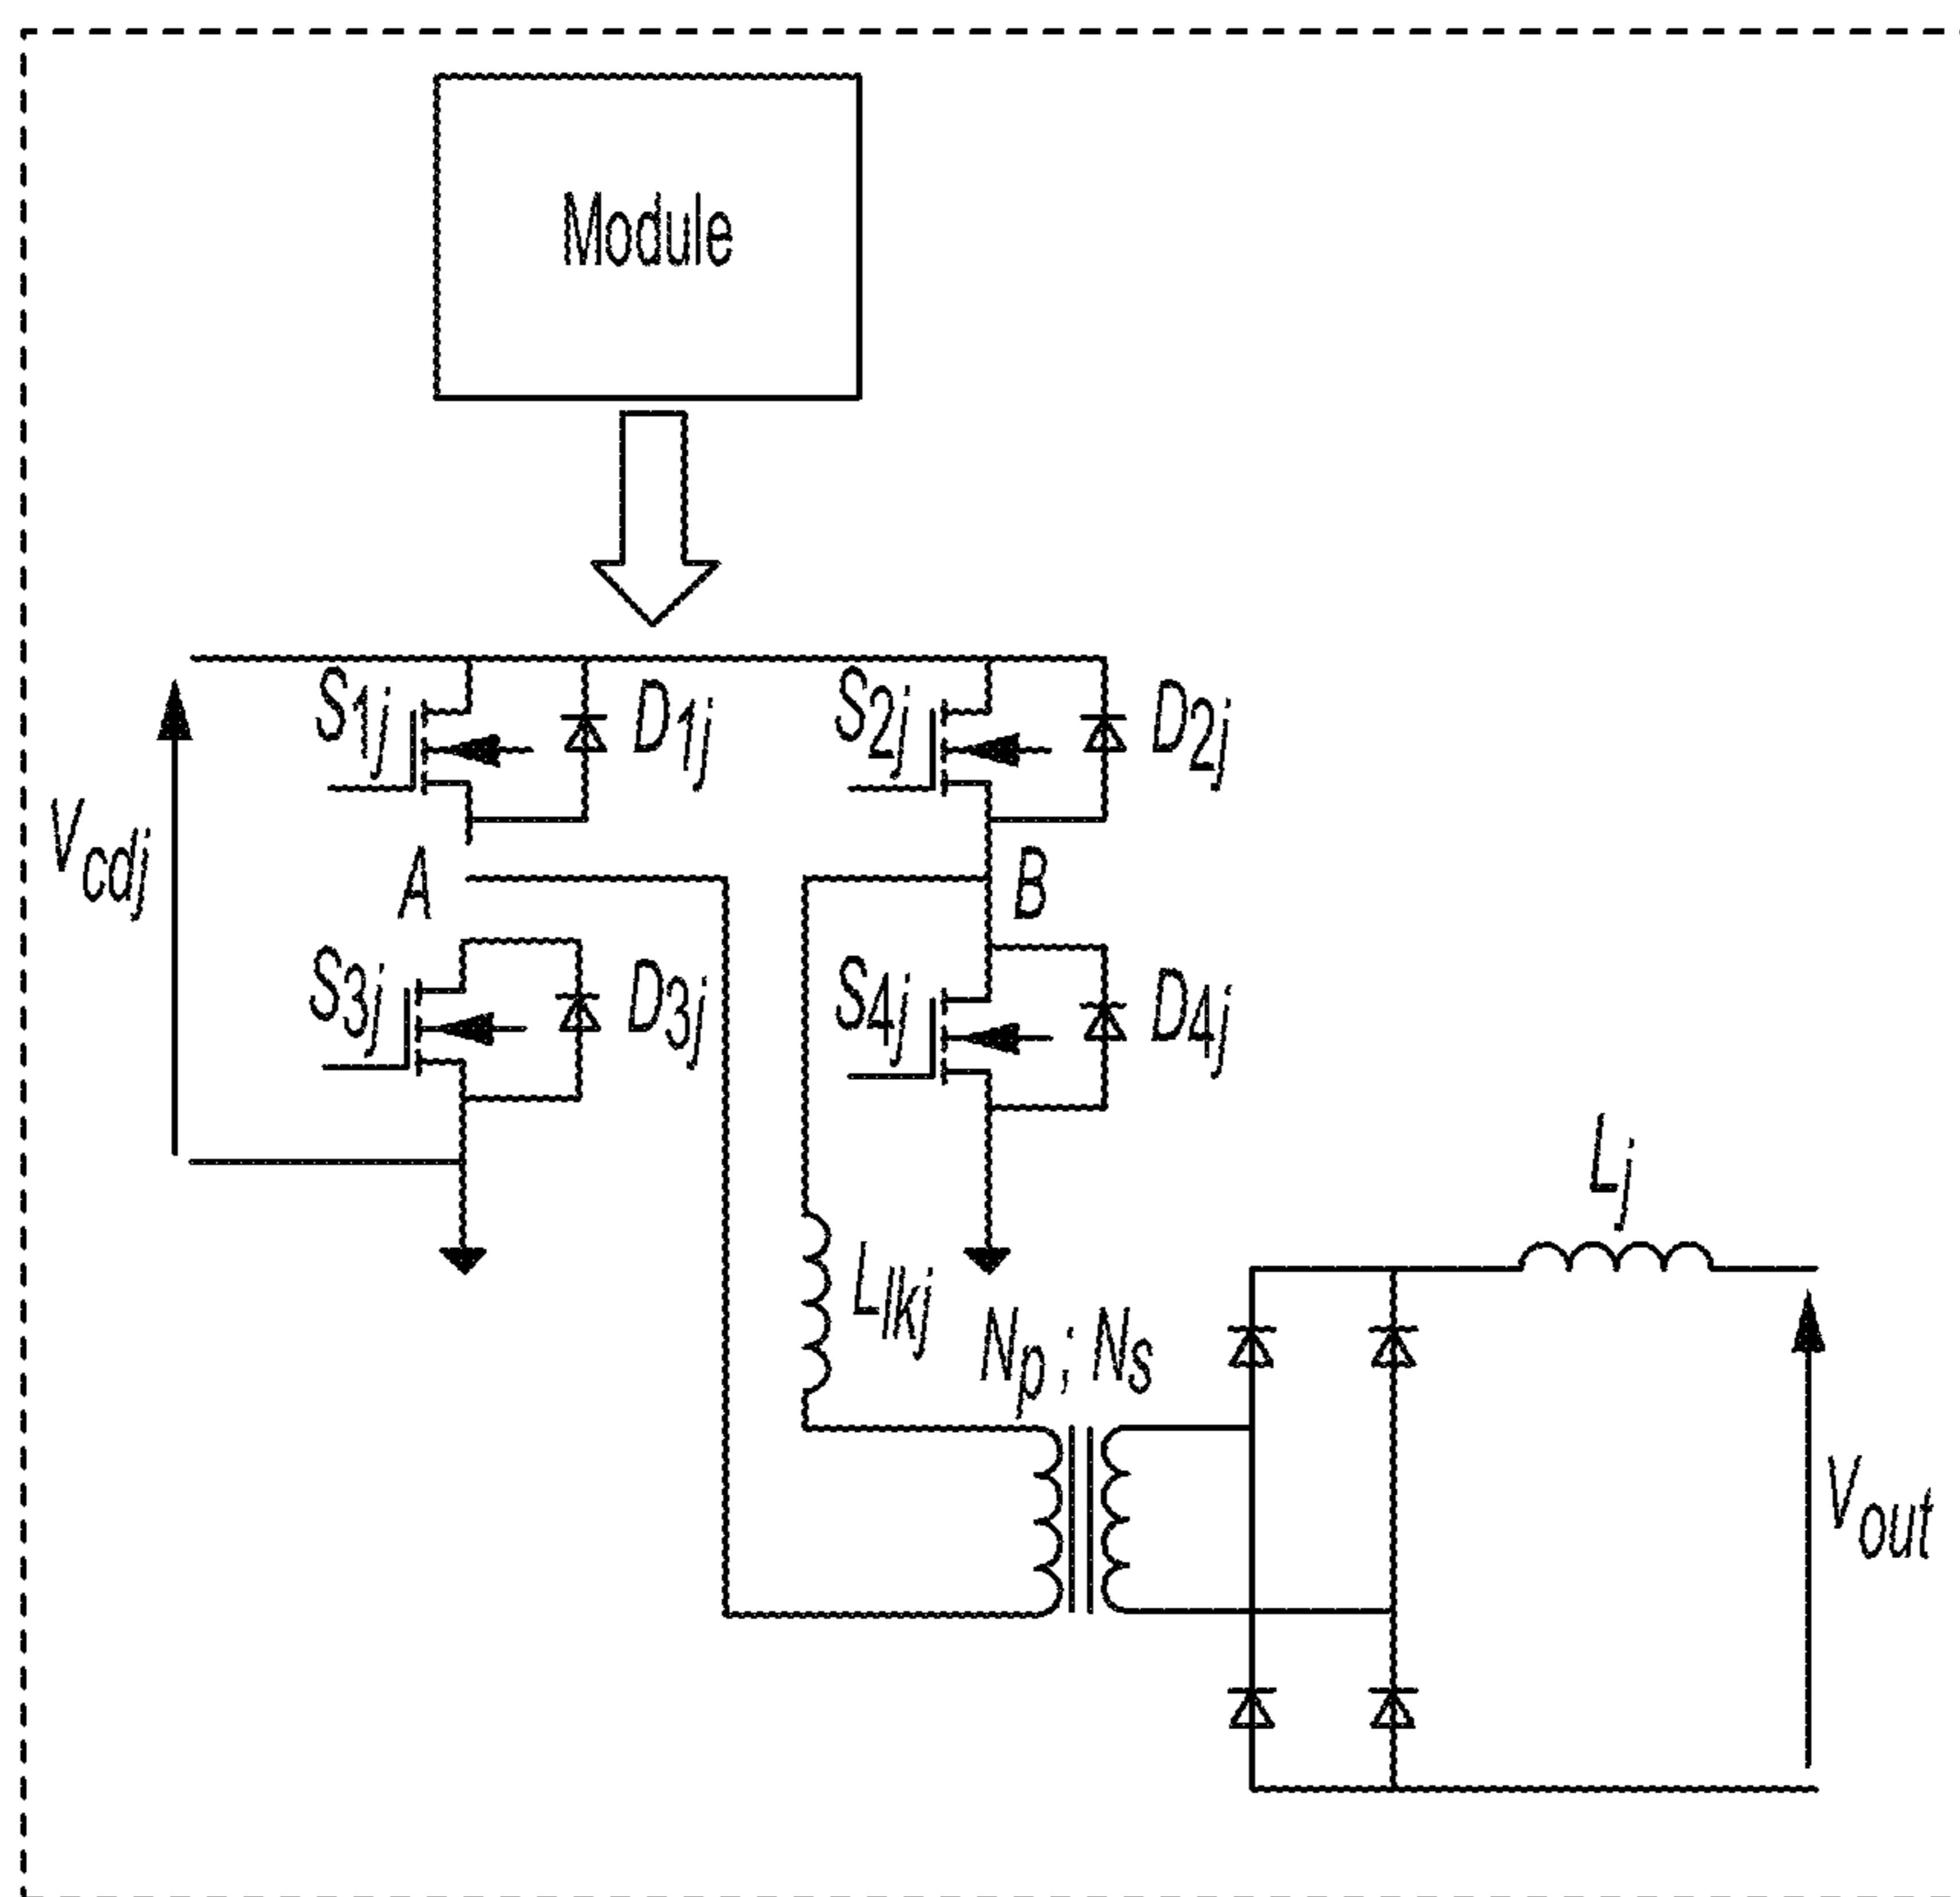 Module
S1j
D1j
S2j
D2j
Vcdj
A
B
S3j
D3j
S4j
D4j
Lj
Llkj
Np; Ns
Vout